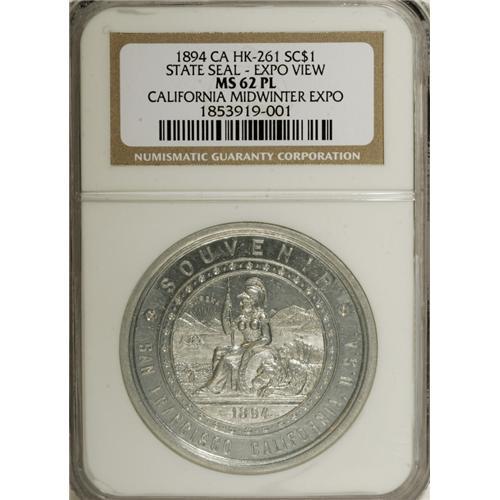 1894 CA HK-261 SC$1
STATE SEAL - EXPO VIEW
MS 62 PL
CALIFORNIA MIDWINTER EXPO
1853919-001
NUMISMATIC GUARANTY CORPORATION
SOUVENIR
1894
SAN FRANCISCO CALIFORNIA, U.S.A.